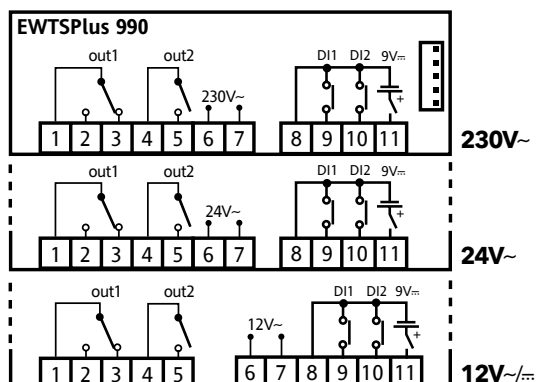 EWTSPlus 990
out1 out2 DI1 DI2 9V⎓
230V~
+
1 2 3 4 5 6 7 8 9 10 11
230V~
out1 out2 DI1 DI2 9V⎓
24V~
+
1 2 3 4 5 6 7 8 9 10 11
24V~
out1 out2 DI1 DI2 9V⎓
12V~
+
1 2 3 4 5 6 7 8 9 10 11
12V~/⎓